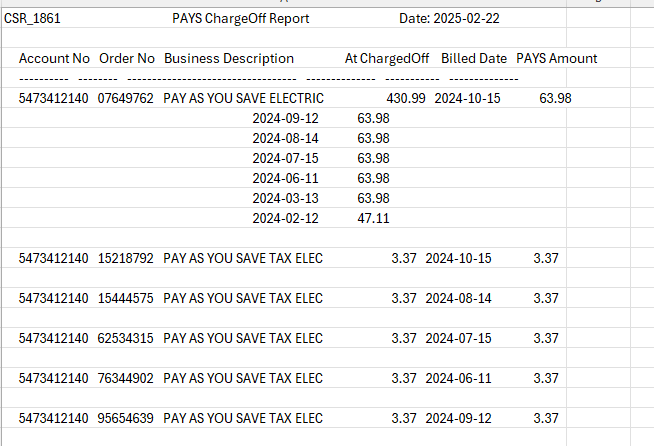 CSR_1861 PAYS ChargeOff Report Date: 2025-02-22
Account No Order No Business Description At ChargedOff Billed Date PAYS Amount
---------- -------- ---------------------------------- -------------- ----------- --------------
5473412140 07649762 PAY AS YOU SAVE ELECTRIC 430.99 2024-10-15 63.98
2024-09-12 63.98
2024-08-14 63.98
2024-07-15 63.98
2024-06-11 63.98
2024-03-13 63.98
2024-02-12 47.11
5473412140 15218792 PAY AS YOU SAVE TAX ELEC 3.37 2024-10-15 3.37
5473412140 15444575 PAY AS YOU SAVE TAX ELEC 3.37 2024-08-14 3.37
5473412140 62534315 PAY AS YOU SAVE TAX ELEC 3.37 2024-07-15 3.37
5473412140 76344902 PAY AS YOU SAVE TAX ELEC 3.37 2024-06-11 3.37
5473412140 95654639 PAY AS YOU SAVE TAX ELEC 3.37 2024-09-12 3.37